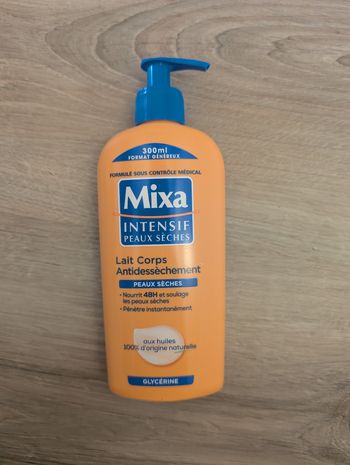 300ml
FORMAT GÉNÉREUX
FORMULÉ SOUS CONTRÔLE MÉDICAL
Mixa
INTENSIF
PEAUX SÈCHES
Lait Corps
Antidessèchement
PEAUX SÈCHES
• Nourrit 48H et soulage
les peaux sèches
• Pénètre instantanément
aux huiles
100% d'origine naturelle
GLYCÉRINE